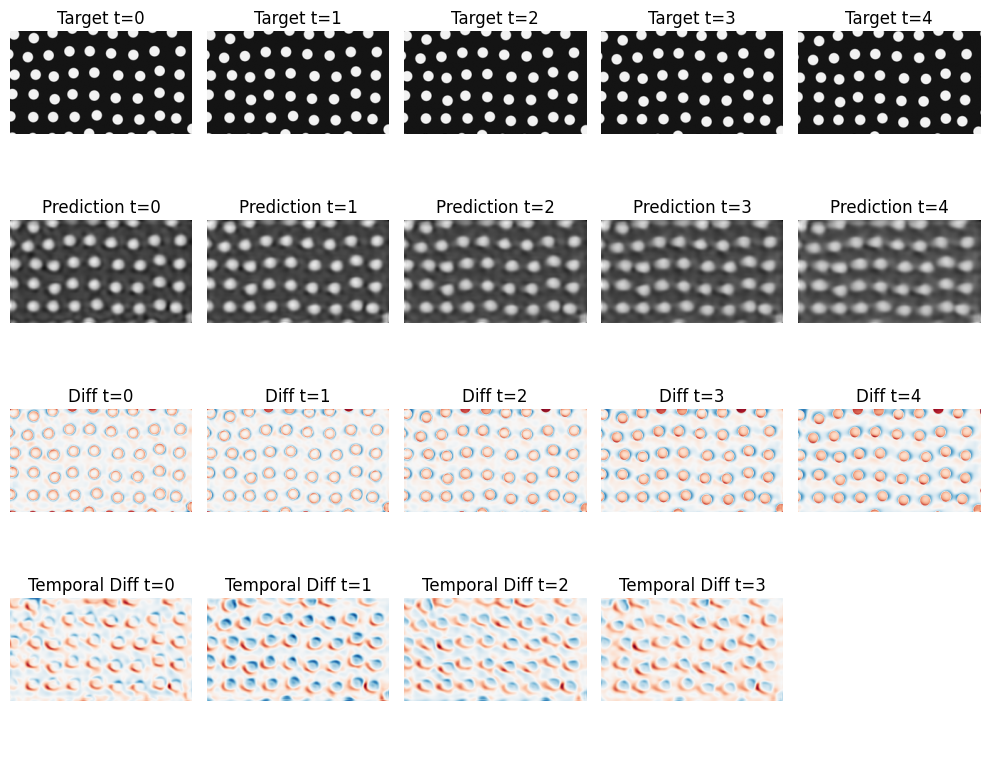 Target t=0 Target t=1 Target t=2 Target t=3 Target t=4
Prediction t=0 Prediction t=1 Prediction t=2 Prediction t=3 Prediction t=4
Diff t=0 Diff t=1 Diff t=2 Diff t=3 Diff t=4
Temporal Diff t=0 Temporal Diff t=1 Temporal Diff t=2 Temporal Diff t=3